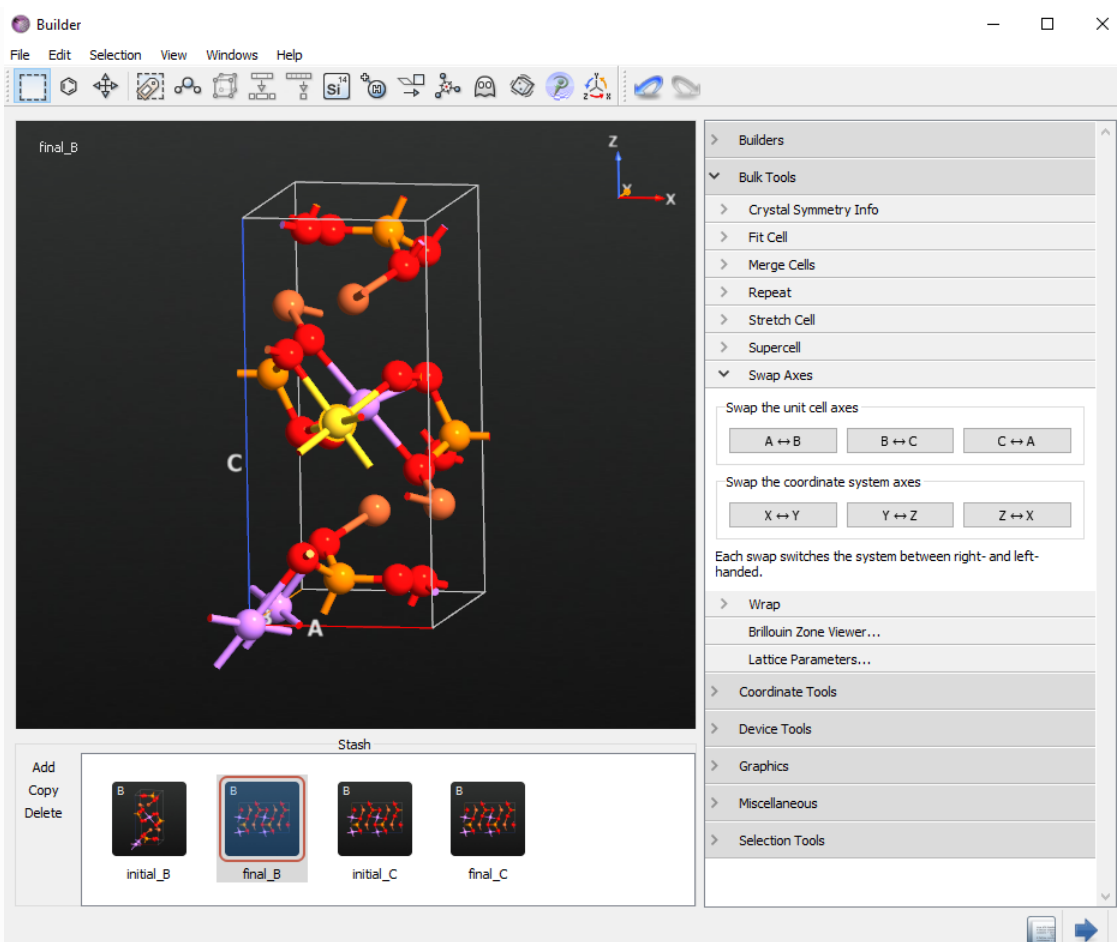 Builder
File Edit Selection View Windows Help
Si 14
H
Z
Y
X
final_B
Z
Y
X
C
B
A
Builders
Bulk Tools
Crystal Symmetry Info
Fit Cell
Merge Cells
Repeat
Stretch Cell
Supercell
Swap Axes
Swap the unit cell axes
A ↔ B B ↔ C C ↔ A
Swap the coordinate system axes
X ↔ Y Y ↔ Z Z ↔ X
Each swap switches the system between right- and left-
handed.
Wrap
Brillouin Zone Viewer...
Lattice Parameters...
Coordinate Tools
Device Tools
Graphics
Miscellaneous
Selection Tools
Stash
Add
Copy
Delete
B B B B
initial_B final_B initial_C final_C